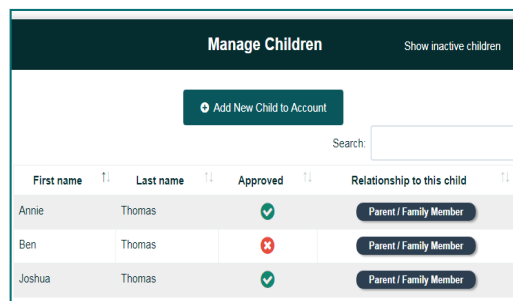 Manage Children Show inactive children
Add New Child to Account
Search:
First name Last name Approved Relationship to this child
Annie Thomas Parent / Family Member
Ben Thomas Parent / Family Member
Joshua Thomas Parent / Family Member